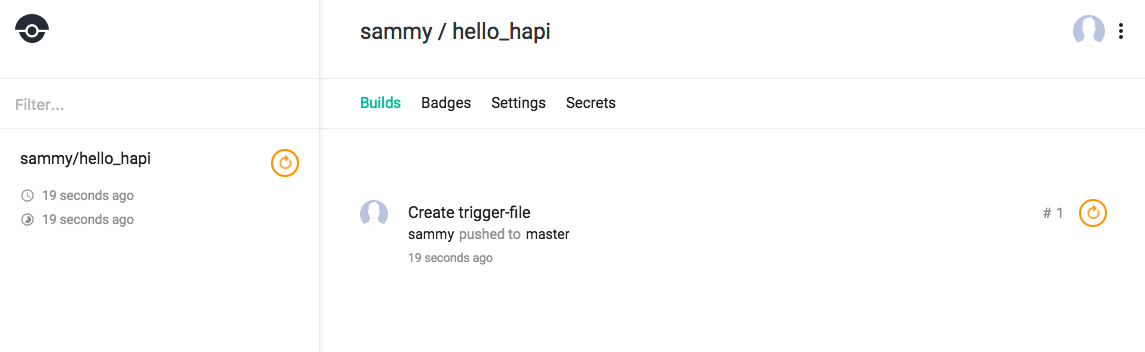 sammy / hello_hapi
Filter...
Builds Badges Settings Secrets
sammy/hello_hapi
19 seconds ago
19 seconds ago
Create trigger-file
# 1
sammy pushed to master
19 seconds ago